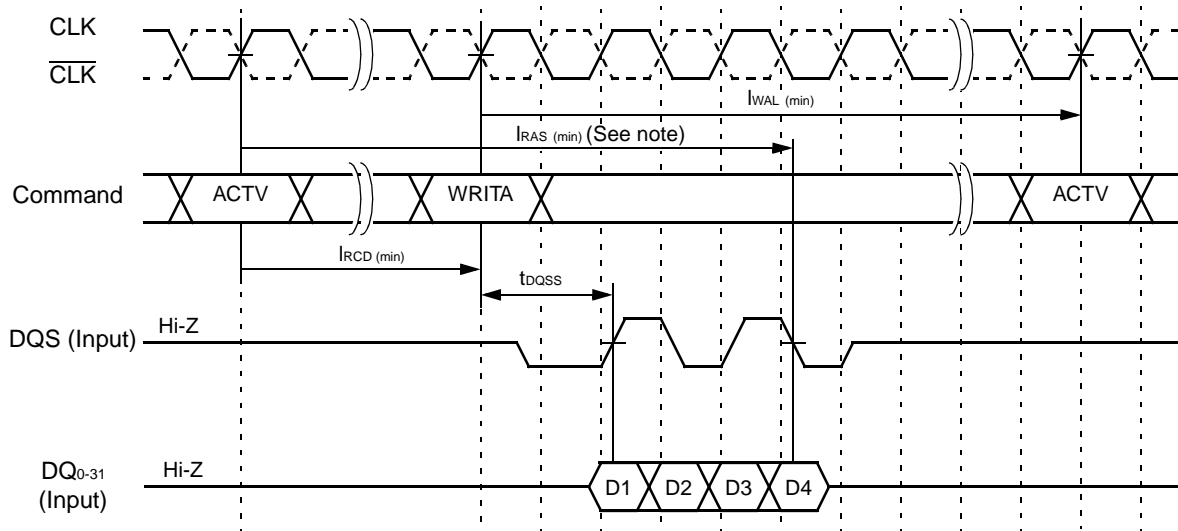 CLK
CLK
IWAL (min)
IRAS (min) (See note)
Command
ACTV
WRITA
ACTV
IRCD (min)
tDQSS
DQS (Input)
Hi-Z
DQ0-31
(Input)
Hi-Z
D1
D2
D3
D4